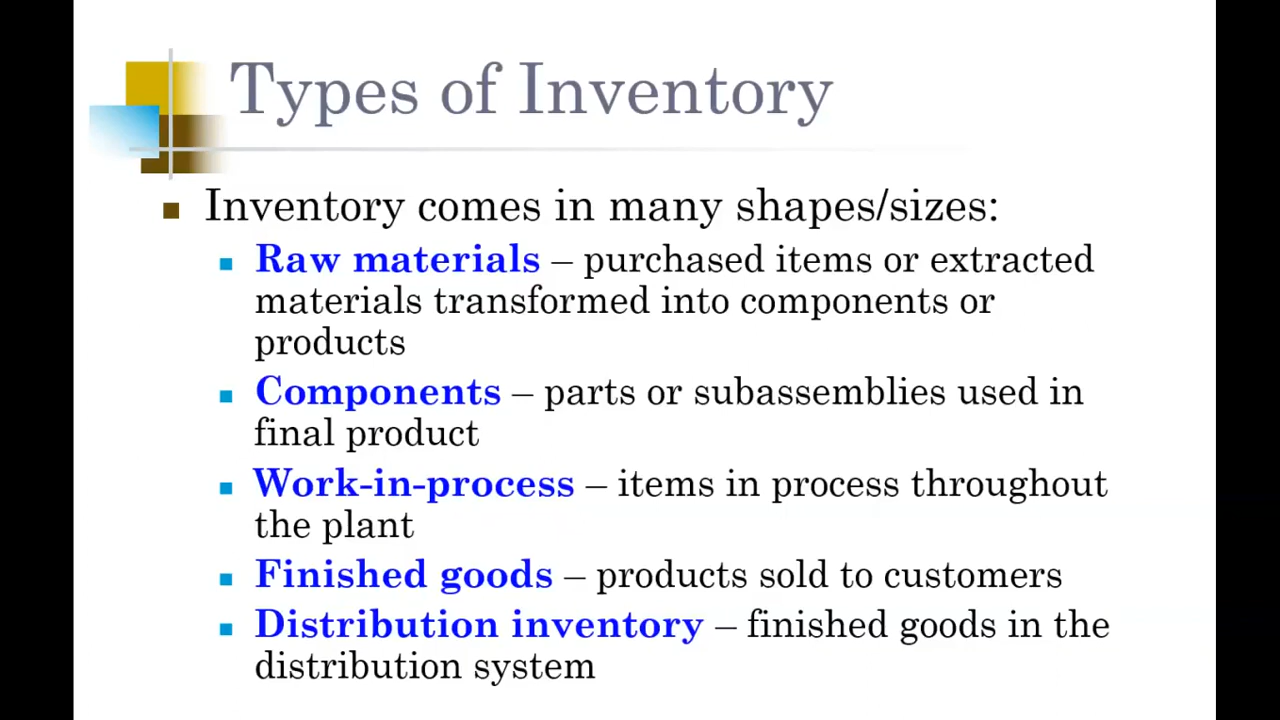 Types of Inventory
Inventory comes in many shapes/sizes:
Raw materials – purchased items or extracted
materials transformed into components or
products
Components – parts or subassemblies used in
final product
Work-in-process – items in process throughout
the plant
Finished goods – products sold to customers
Distribution inventory – finished goods in the
distribution system